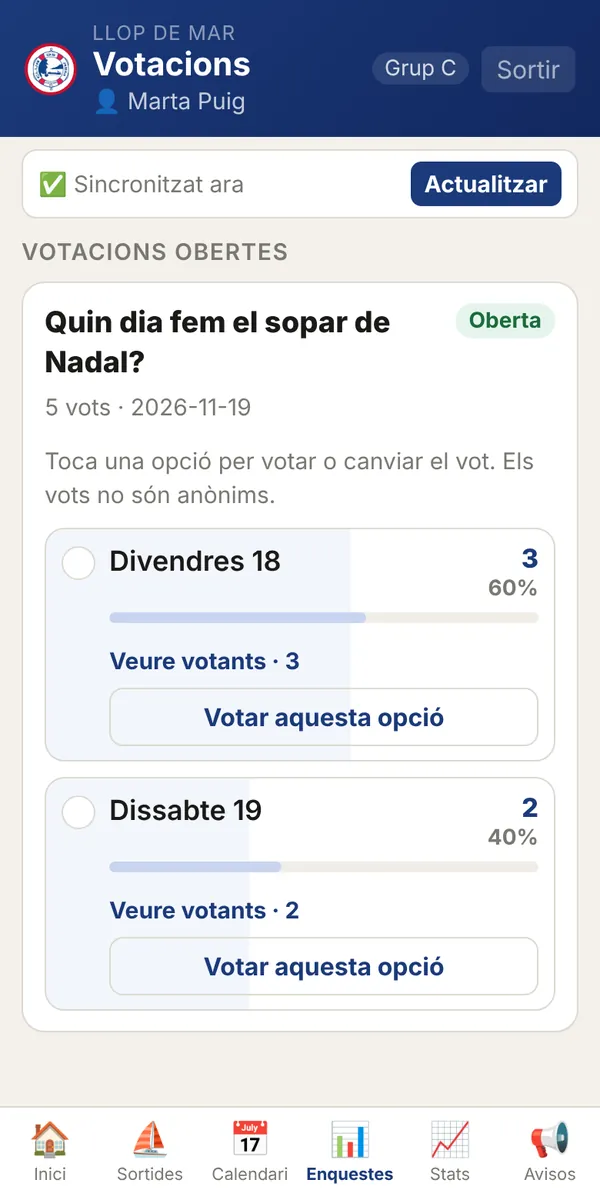 LLOP DE MAR
Votacions
Marta Puig
Grup C
Sortir
Sincronitzat ara
Actualitzar
VOTACIONS OBERTES
Quin dia fem el sopar de
Nadal?
Oberta
5 vots · 2026-11-19
Toca una opció per votar o canviar el vot. Els
vots no són anònims.
Divendres 18
3
60%
Veure votants · 3
Votar aquesta opció
Dissabte 19
2
40%
Veure votants · 2
Votar aquesta opció
July
17
Inici
Sortides
Calendari
Enquestes
Stats
Avisos